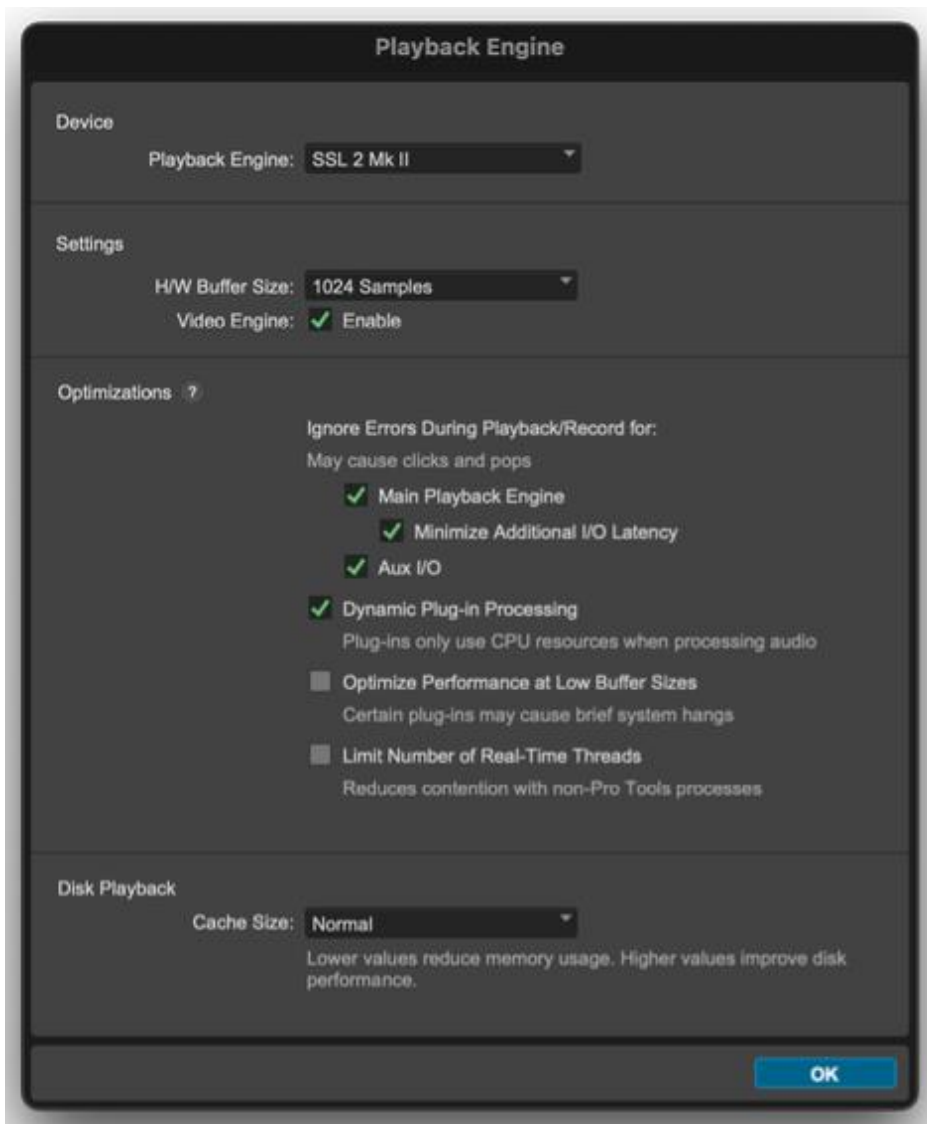 Playback Engine
Device
Playback Engine: SSL 2 Mk II
Settings
H/W Buffer Size: 1024 Samples
Video Engine: Enable
Optimizations ?
Ignore Errors During Playback/Record for:
May cause clicks and pops
Main Playback Engine
Minimize Additional I/O Latency
Aux I/O
Dynamic Plug-in Processing
Plug-ins only use CPU resources when processing audio
Optimize Performance at Low Buffer Sizes
Certain plug-ins may cause brief system hangs
Limit Number of Real-Time Threads
Reduces contention with non-Pro Tools processes
Disk Playback
Cache Size: Normal
Lower values reduce memory usage. Higher values improve disk
performance.
OK